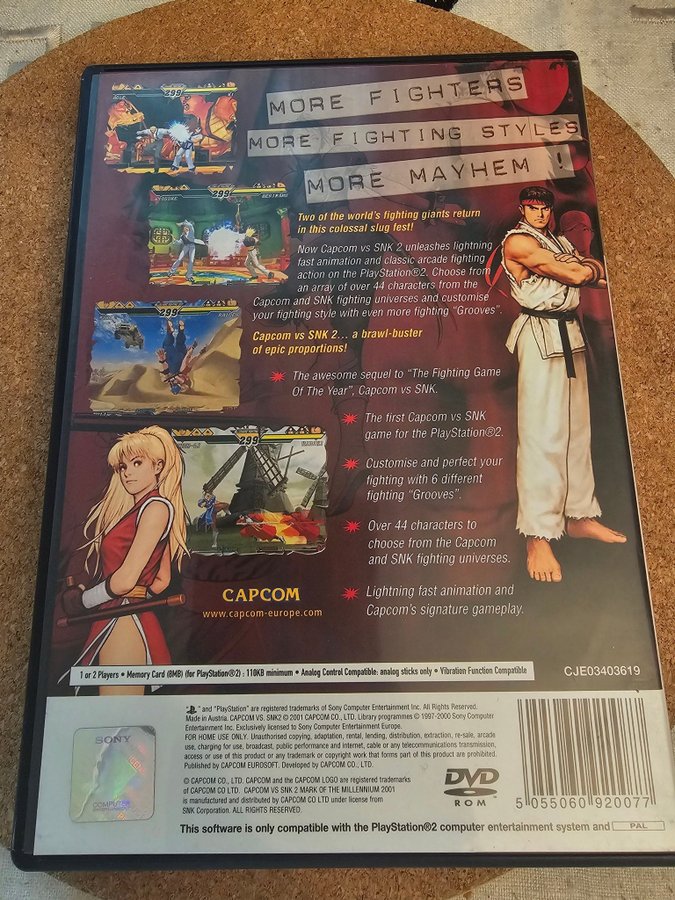 MORE FIGHTERS
MORE FIGHTING STYLES
MORE MAYHEM !
299
299
299
299
Two of the world's fighting giants return
in this colossal slug fest!
Now Capcom vs SNK 2 unleashes lightning
fast animation and classic arcade fighting
action on the PlayStation®2. Choose from
an array of over 44 characters from the
Capcom and SNK fighting universes and customise
your fighting style with even more fighting "Grooves".
Capcom vs SNK 2... a brawl-buster
of epic proportions!
The awesome sequel to "The Fighting Game
Of The Year", Capcom vs SNK.
The first Capcom vs SNK
game for the PlayStation®2.
Customise and perfect your
fighting with 6 different
fighting "Grooves".
Over 44 characters to
choose from the Capcom
and SNK fighting universes.
Lightning fast animation and
Capcom's signature gameplay.
CAPCOM
www.capcom-europe.com
1 or 2 Players • Memory Card (8MB) (for PlayStation®2) : 110KB minimum • Analog Control Compatible: analog sticks only • Vibration Function Compatible
CJE03403619
" and "PlayStation" are registered trademarks of Sony Computer Entertainment Inc. All Rights Reserved.
Made in Austria. CAPCOM VS. SNK2 © 2001 CAPCOM CO., LTD. Library programmes © 1997-2000 Sony Computer
Entertainment Inc. Exclusively licensed to Sony Computer Entertainment Europe.
FOR HOME USE ONLY. Unauthorised copying, adaptation, rental, lending, distribution, extraction, re-sale, arcade
use, charging for use, broadcast, public performance and internet, cable or any telecommunications transmission,
access or use of this product or any trademark or copyright work that forms part of this product are prohibited.
Published by CAPCOM EUROSOFT. Developed by CAPCOM CO., LTD.
© CAPCOM CO., LTD. CAPCOM and the CAPCOM LOGO are registered trademarks
of CAPCOM CO LTD. CAPCOM VS SNK 2 MARK OF THE MILLENNIUM 2001
is manufactured and distributed by CAPCOM CO LTD under license from
SNK Corporation. ALL RIGHTS RESERVED.
SONY
COMPUTER
DVD
ROM
5 055060 920077
This software is only compatible with the PlayStation®2 computer entertainment system and PAL